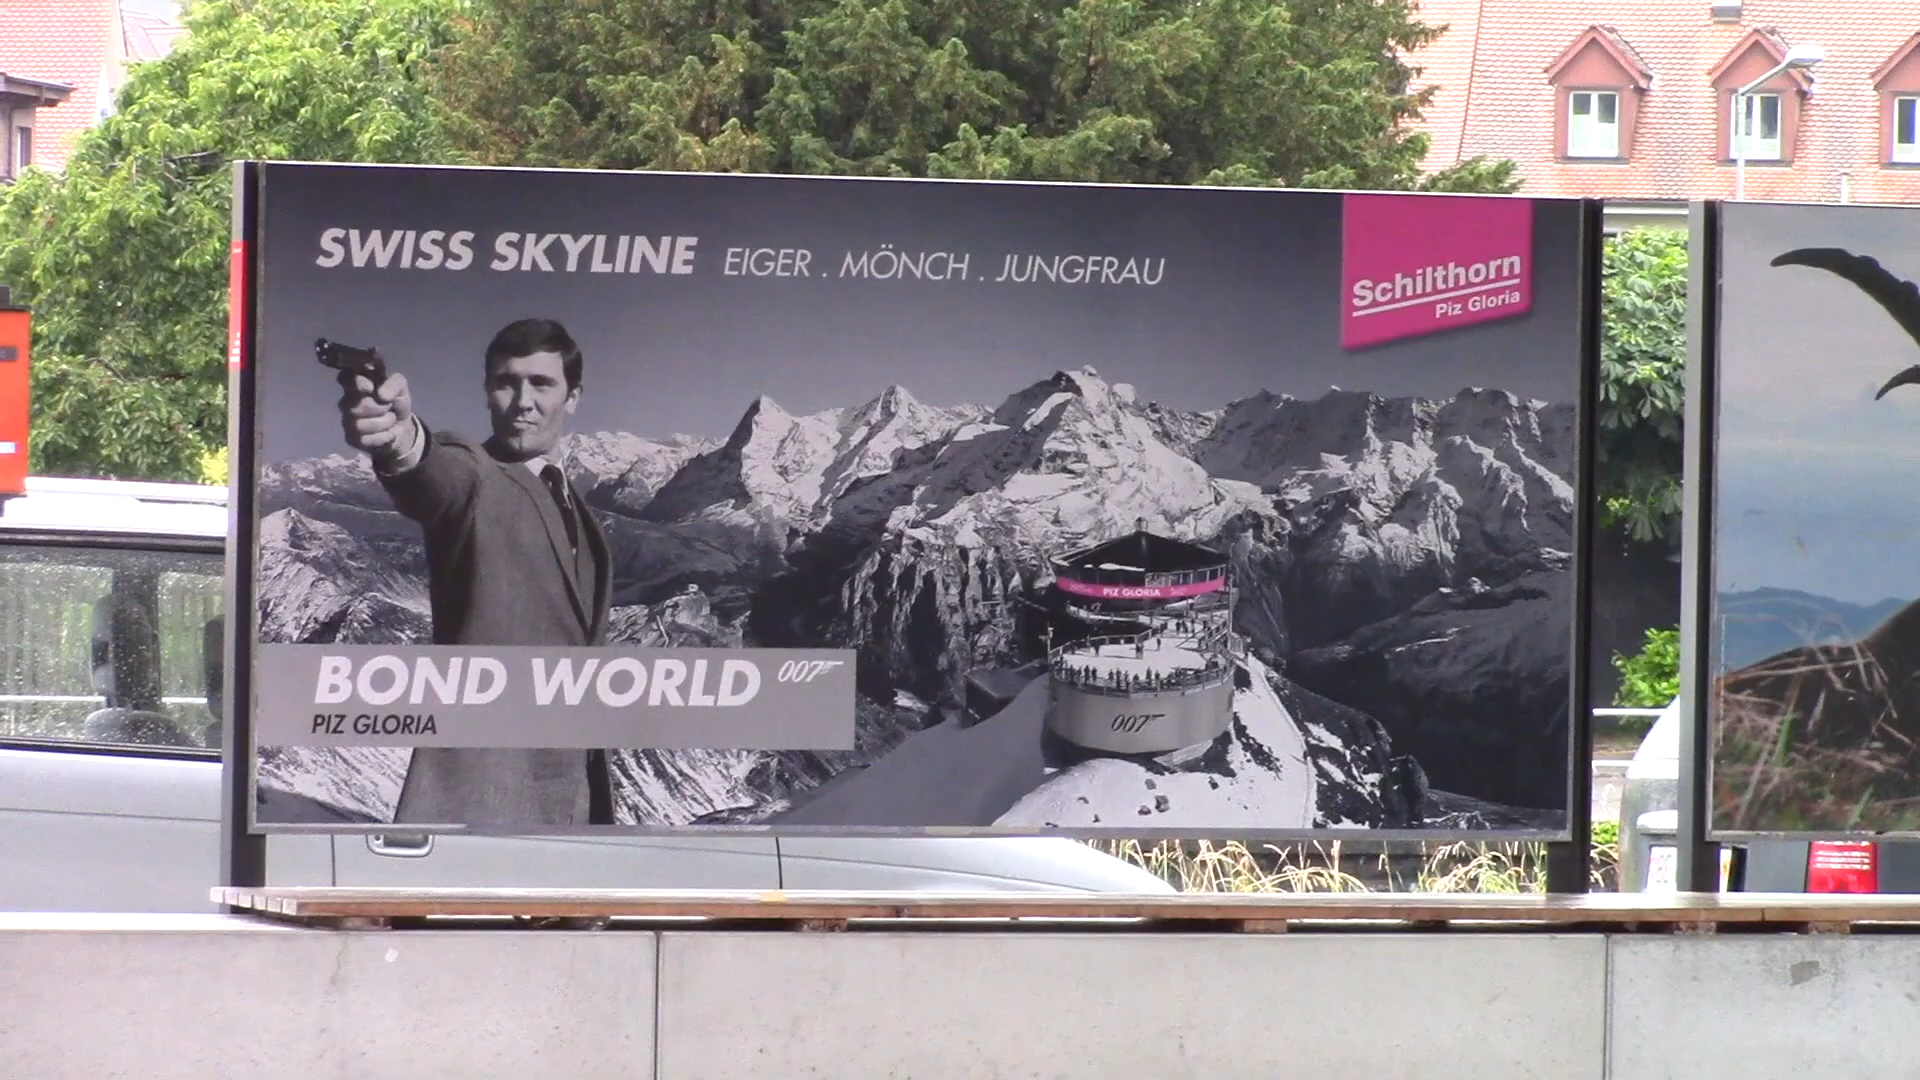 SWISS SKYLINE EIGER . MÖNCH . JUNGFRAU
Schilthorn
Piz Gloria
PIZ GLORIA
BOND WORLD 007
PIZ GLORIA
007